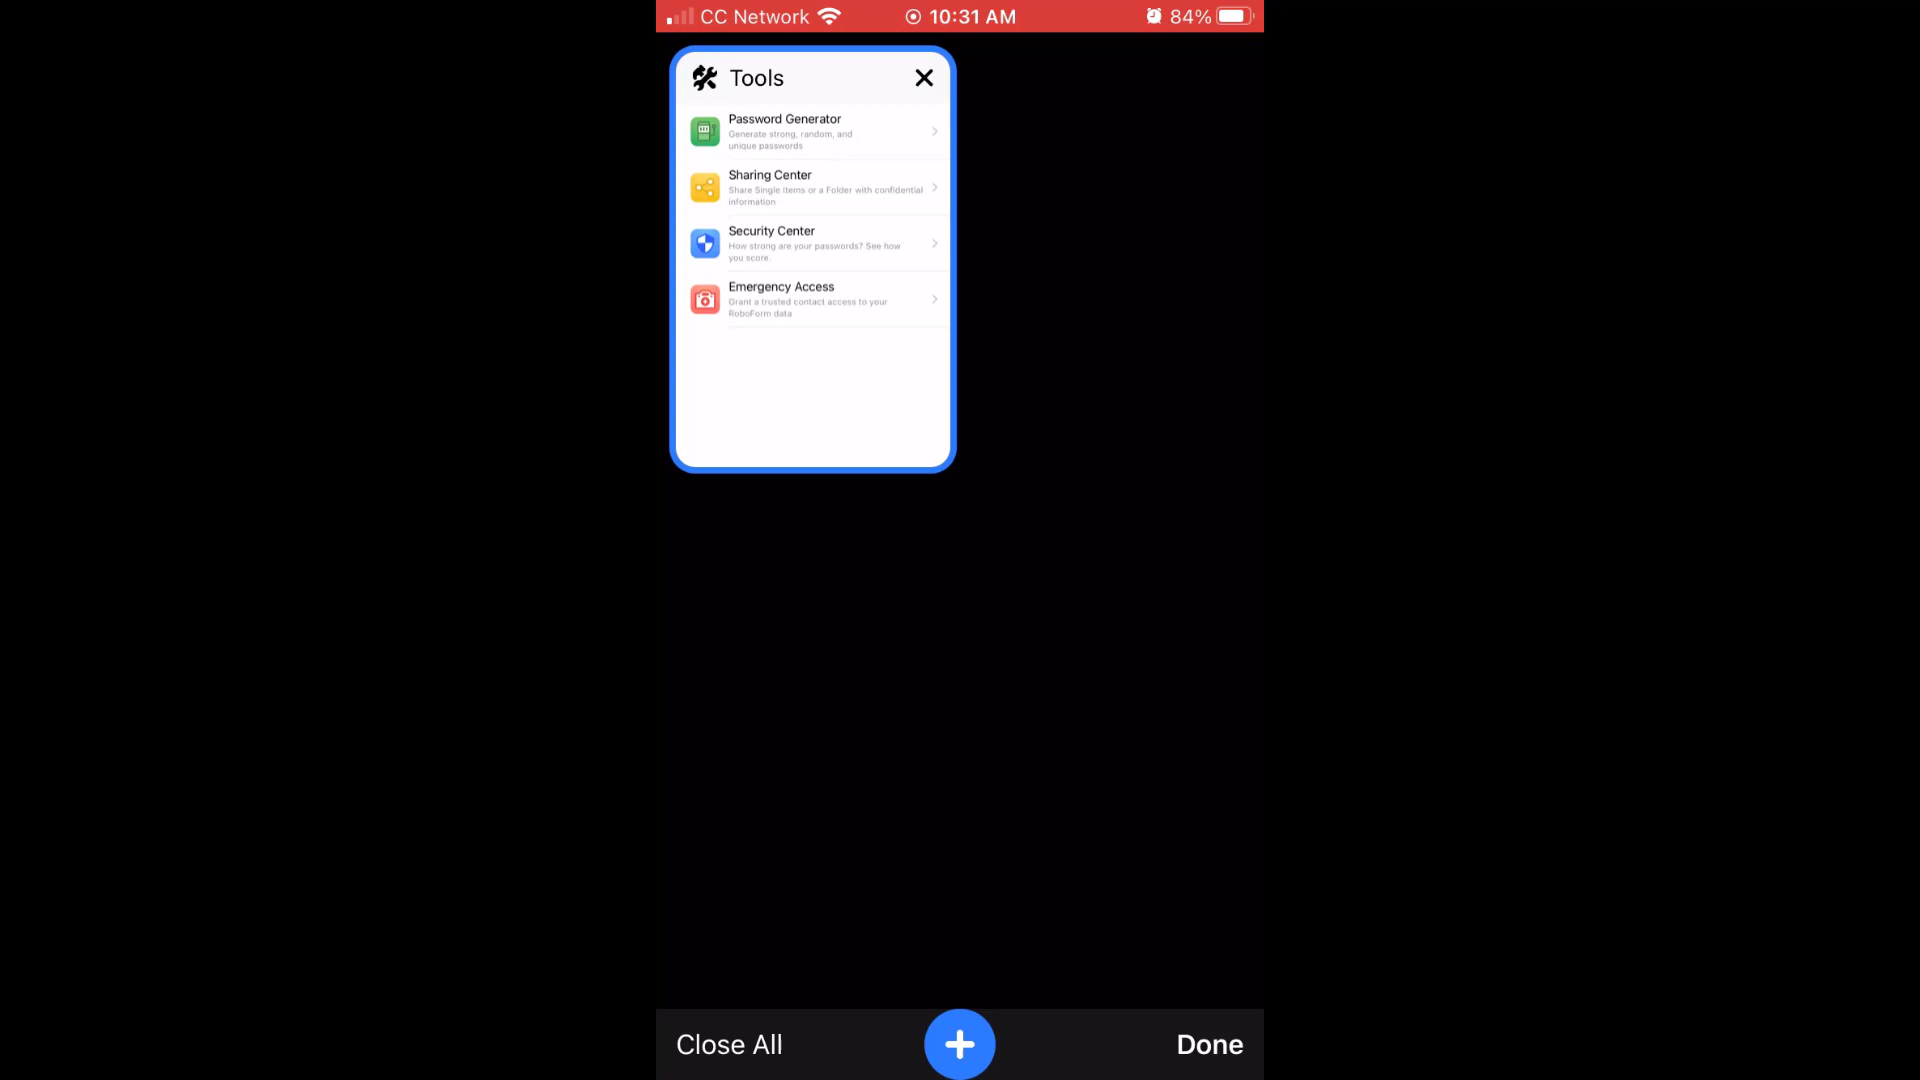 CC Network 10:31 AM 84%
Tools
Password Generator
Generate strong, random, and
unique passwords
Sharing Center
Share Single Items or a Folder with confidential
information
Security Center
How strong are your passwords? See how
you score.
Emergency Access
Grant a trusted contact access to your
RoboForm data
Close All
Done